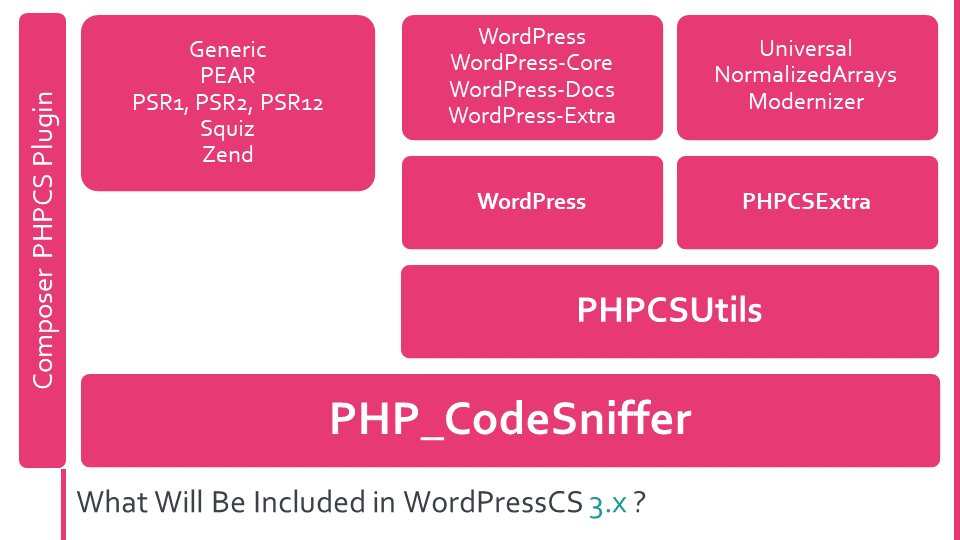 Composer PHPCS Plugin
Generic
PEAR
PSR1, PSR2, PSR12
Squiz
Zend
WordPress
WordPress-Core
WordPress-Docs
WordPress-Extra
Universal
NormalizedArrays
Modernizer
WordPress
PHPCSExtra
PHPCSUtils
PHP_CodeSniffer
What Will Be Included in WordPressCS 3.x ?